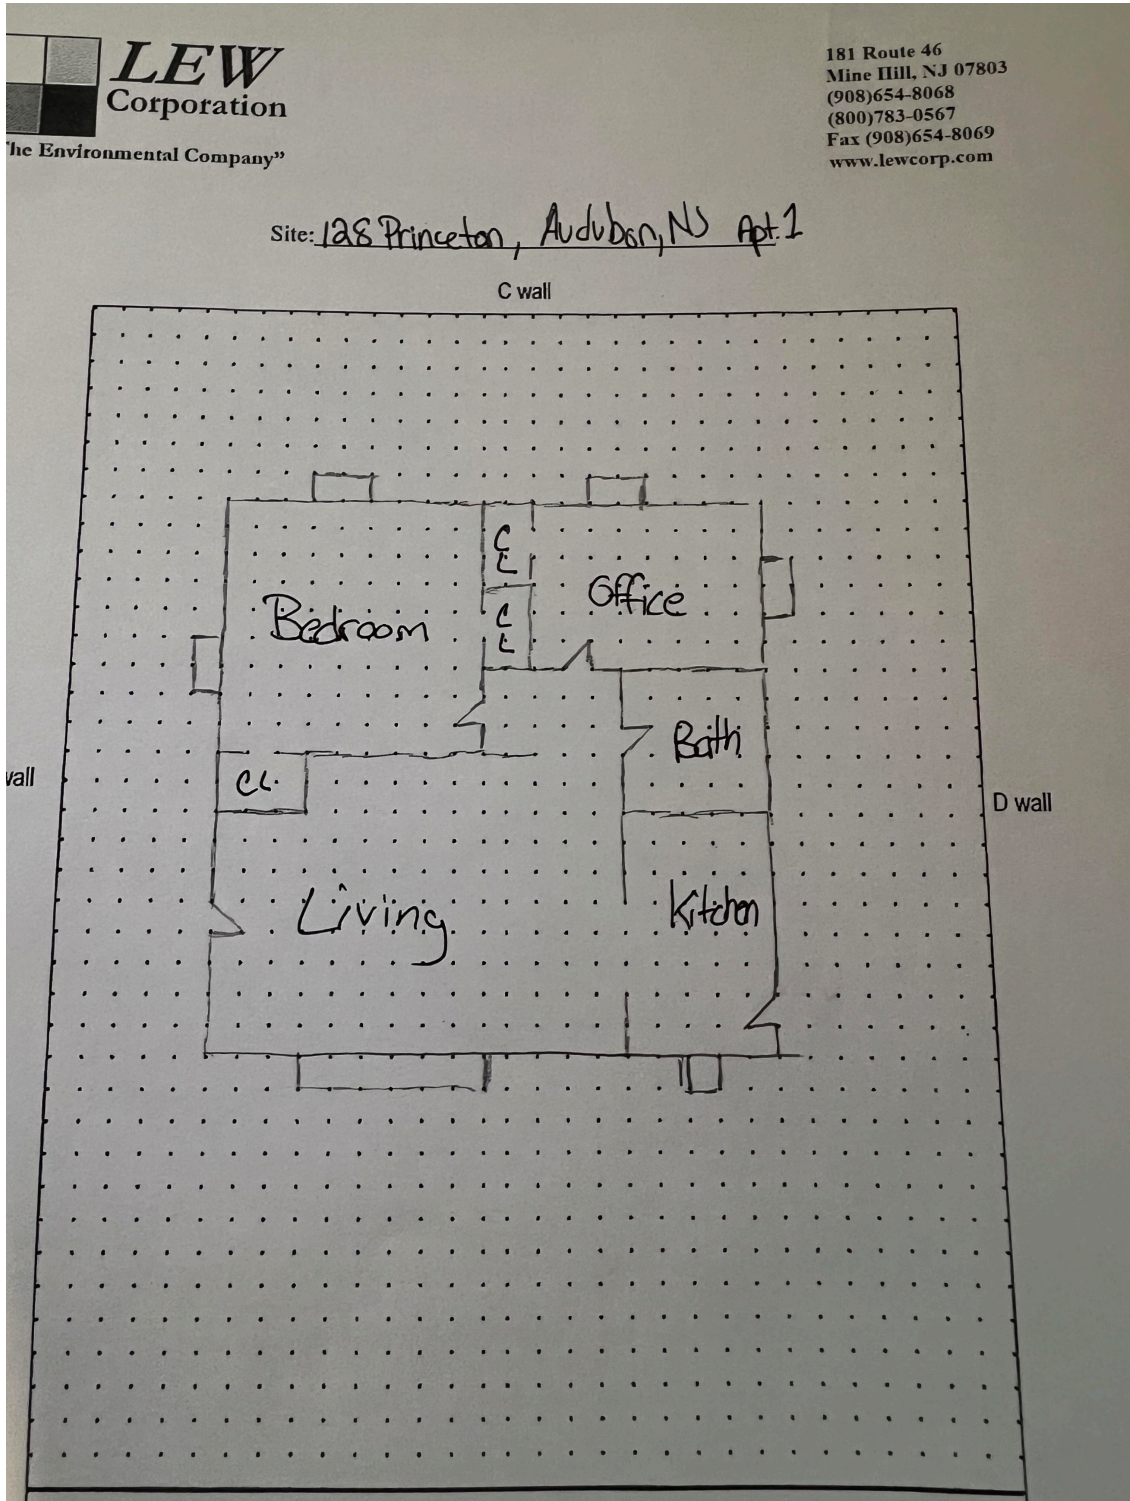 LEW
Corporation
he Environmental Company”
181 Route 46
Mine Hill, NJ 07803
(908)654-8068
(800)783-0567
Fax (908)654-8069
www.lewcorp.com
Site: 128 Princeton, Audubon, NJ Apt. 1
C wall
CL
Office
Bedroom
CL
Bath
CL.
wall
D wall
Living
Kitchen